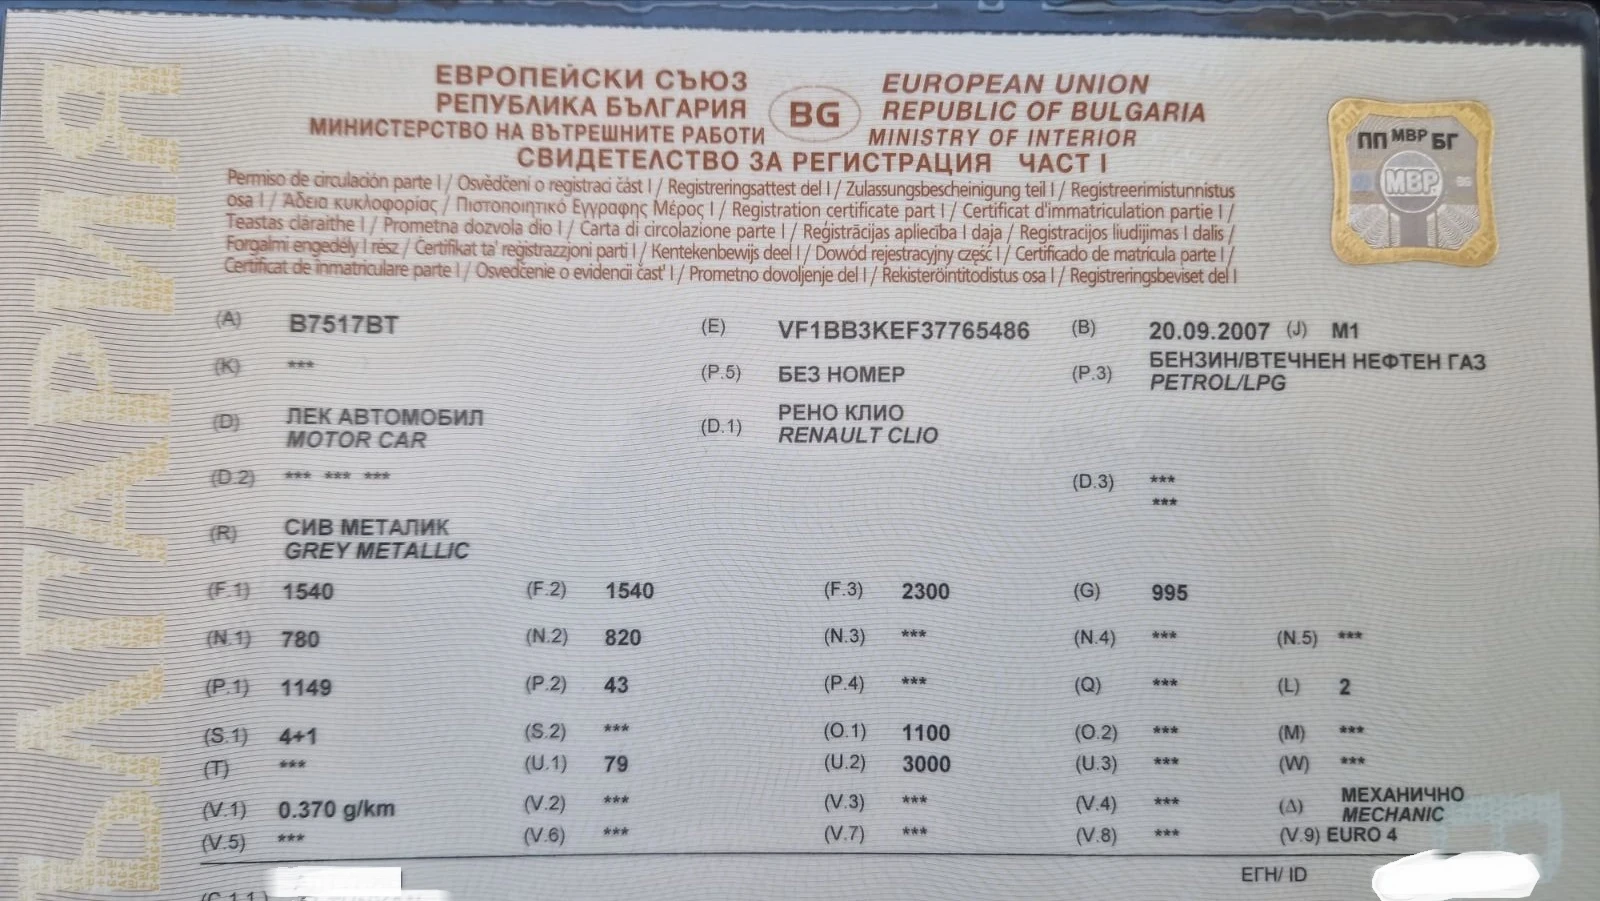 ЕВРОПЕЙСКИ СЪЮЗ EUROPEAN UNION
РЕПУБЛИКА БЪЛГАРИЯ BG REPUBLIC OF BULGARIA
МИНИСТЕРСТВО НА ВЪТРЕШНИТЕ РАБОТИ MINISTRY OF INTERIOR
СВИДЕТЕЛСТВО ЗА РЕГИСТРАЦИЯ ЧАСТ I
ПП МВР БГ
МВР
Permiso de circulación parte I / Osvědčení o registraci část I / Registreringsattest del I / Zulassungsbescheinigung teil I / Registreerimistunnistus
osa I / Άδεια κυκλοφορίας / Πιστοποιητικό Εγγραφης Μέρος I / Registration certificate part I / Certificat d'immatriculation partie I /
Teastas cláraithe I / Prometna dozvola dio I / Carta di circolazione parte I / Reģistrācijas apliecība I daļa / Registracijos liudijimas I dalis /
Forgalmi engedély I rész / Ċertifikat ta' reġistrazzjoni parti I / Kentekenbewijs deel I / Dowód rejestracyjny część I / Certificado de matrícula parte I /
Certificat de înmatriculare parte I / Osvedčenie o evidencii časť I / Prometno dovoljenje del I / Rekisteröintitodistus osa I / Registreringsbeviset del I
(A) B7517BT (E) VF1BB3KEF37765486 (B) 20.09.2007 (J) M1
(K) *** (P.5) БЕЗ НОМЕР (P.3) БЕНЗИН/ВТЕЧНЕН НЕФТЕН ГАЗ
PETROL/LPG
(D) ЛЕК АВТОМОБИЛ (D.1) РЕНО КЛИО
MOTOR CAR RENAULT CLIO
(D.2) *** *** *** (D.3) ***
***
(R) СИВ МЕТАЛИК
GREY METALLIC
(F.1) 1540 (F.2) 1540 (F.3) 2300 (G) 995
(N.1) 780 (N.2) 820 (N.3) *** (N.4) *** (N.5) ***
(P.1) 1149 (P.2) 43 (P.4) *** (Q) *** (L) 2
(S.1) 4+1 (S.2) *** (O.1) 1100 (O.2) *** (M) ***
(T) *** (U.1) 79 (U.2) 3000 (U.3) *** (W) ***
(V.1) 0.370 g/km (V.2) *** (V.3) *** (V.4) *** (Δ) МЕХАНИЧНО
MECHANIC
(V.5) *** (V.6) *** (V.7) *** (V.8) *** (V.9) EURO 4
ЕГН/ ID
(C.1.1)